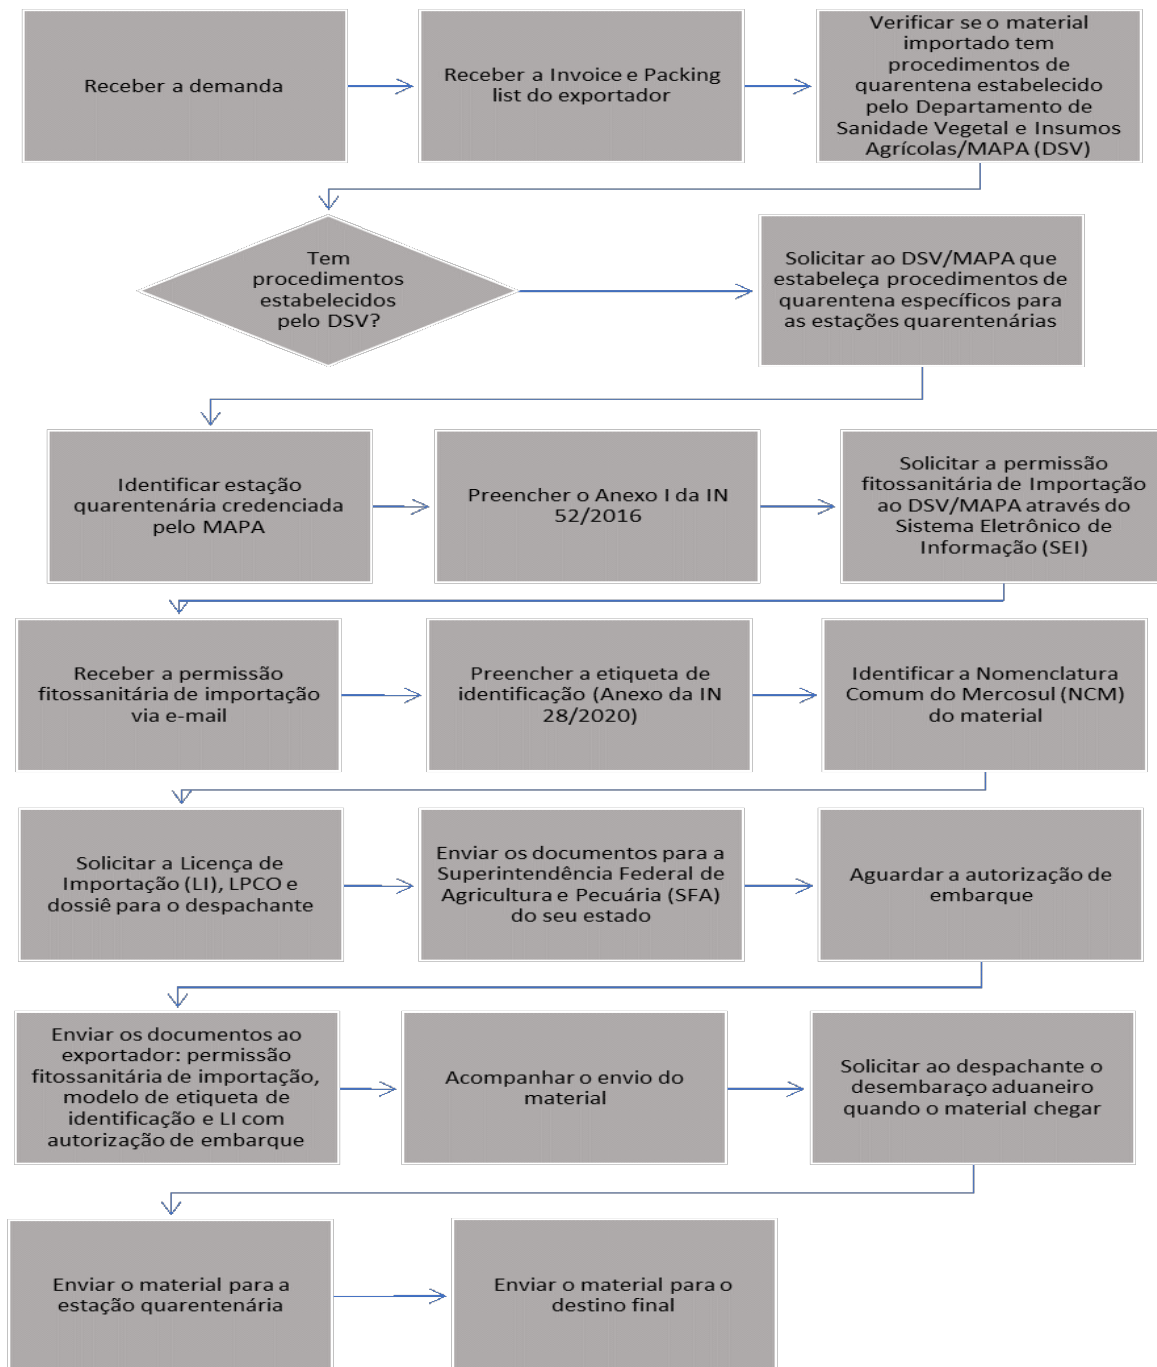 Receber a demanda
Receber a Invoice e Packing
list do exportador
Verificar se o material
importado tem
procedimentos de
quarentena estabelecido
pelo Departamento de
Sanidade Vegetal e Insumos
Agrícolas/MAPA (DSV)
Tem
procedimentos
estabelecidos
pelo DSV?
Solicitar ao DSV/MAPA que
estabeleça procedimentos de
quarentena específicos para
as estações quarentenárias
Identificar estação
quarentenária credenciada
pelo MAPA
Preencher o Anexo I da IN
52/2016
Solicitar a permissão
fitossanitária de Importação
ao DSV/MAPA através do
Sistema Eletrônico de
Informação (SEI)
Receber a permissão
fitossanitária de importação
via e-mail
Preencher a etiqueta de
identificação (Anexo da IN
28/2020)
Identificar a Nomenclatura
Comum do Mercosul (NCM)
do material
Solicitar a Licença de
Importação (LI), LPCO e
dossiê para o despachante
Enviar os documentos para a
Superintendência Federal de
Agricultura e Pecuária (SFA)
do seu estado
Aguardar a autorização de
embarque
Enviar os documentos ao
exportador: permissão
fitossanitária de importação,
modelo de etiqueta de
identificação e LI com
autorização de embarque
Acompanhar o envio do
material
Solicitar ao despachante o
desembaraço aduaneiro
quando o material chegar
Enviar o material para a
estação quarentenária
Enviar o material para o
destino final